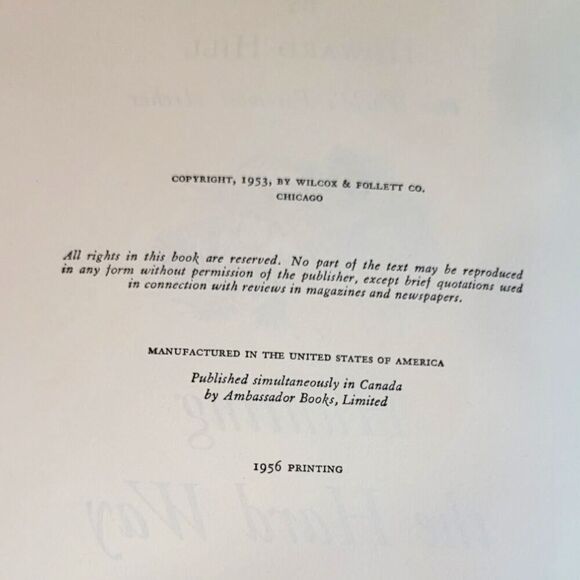 COPYRIGHT, 1953, BY WILCOX & FOLLETT CO.
CHICAGO
All rights in this book are reserved. No part of the text may be reproduced
in any form without permission of the publisher, except brief quotations used
in connection with reviews in magazines and newspapers.
MANUFACTURED IN THE UNITED STATES OF AMERICA
Published simultaneously in Canada
by Ambassador Books, Limited
1956 PRINTING
the Hard Way